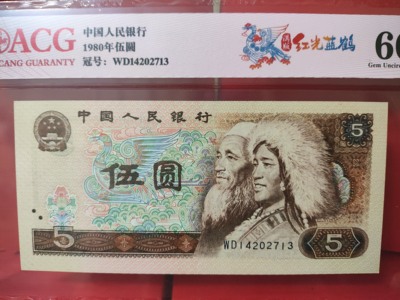 ACG
CANG GUARANTY
中国人民银行
1980年伍圆
冠号：WD14202713
红光蓝鹤
66
Gem Uncirc
中国人民银行
5
伍圆
5
WD14202713
5